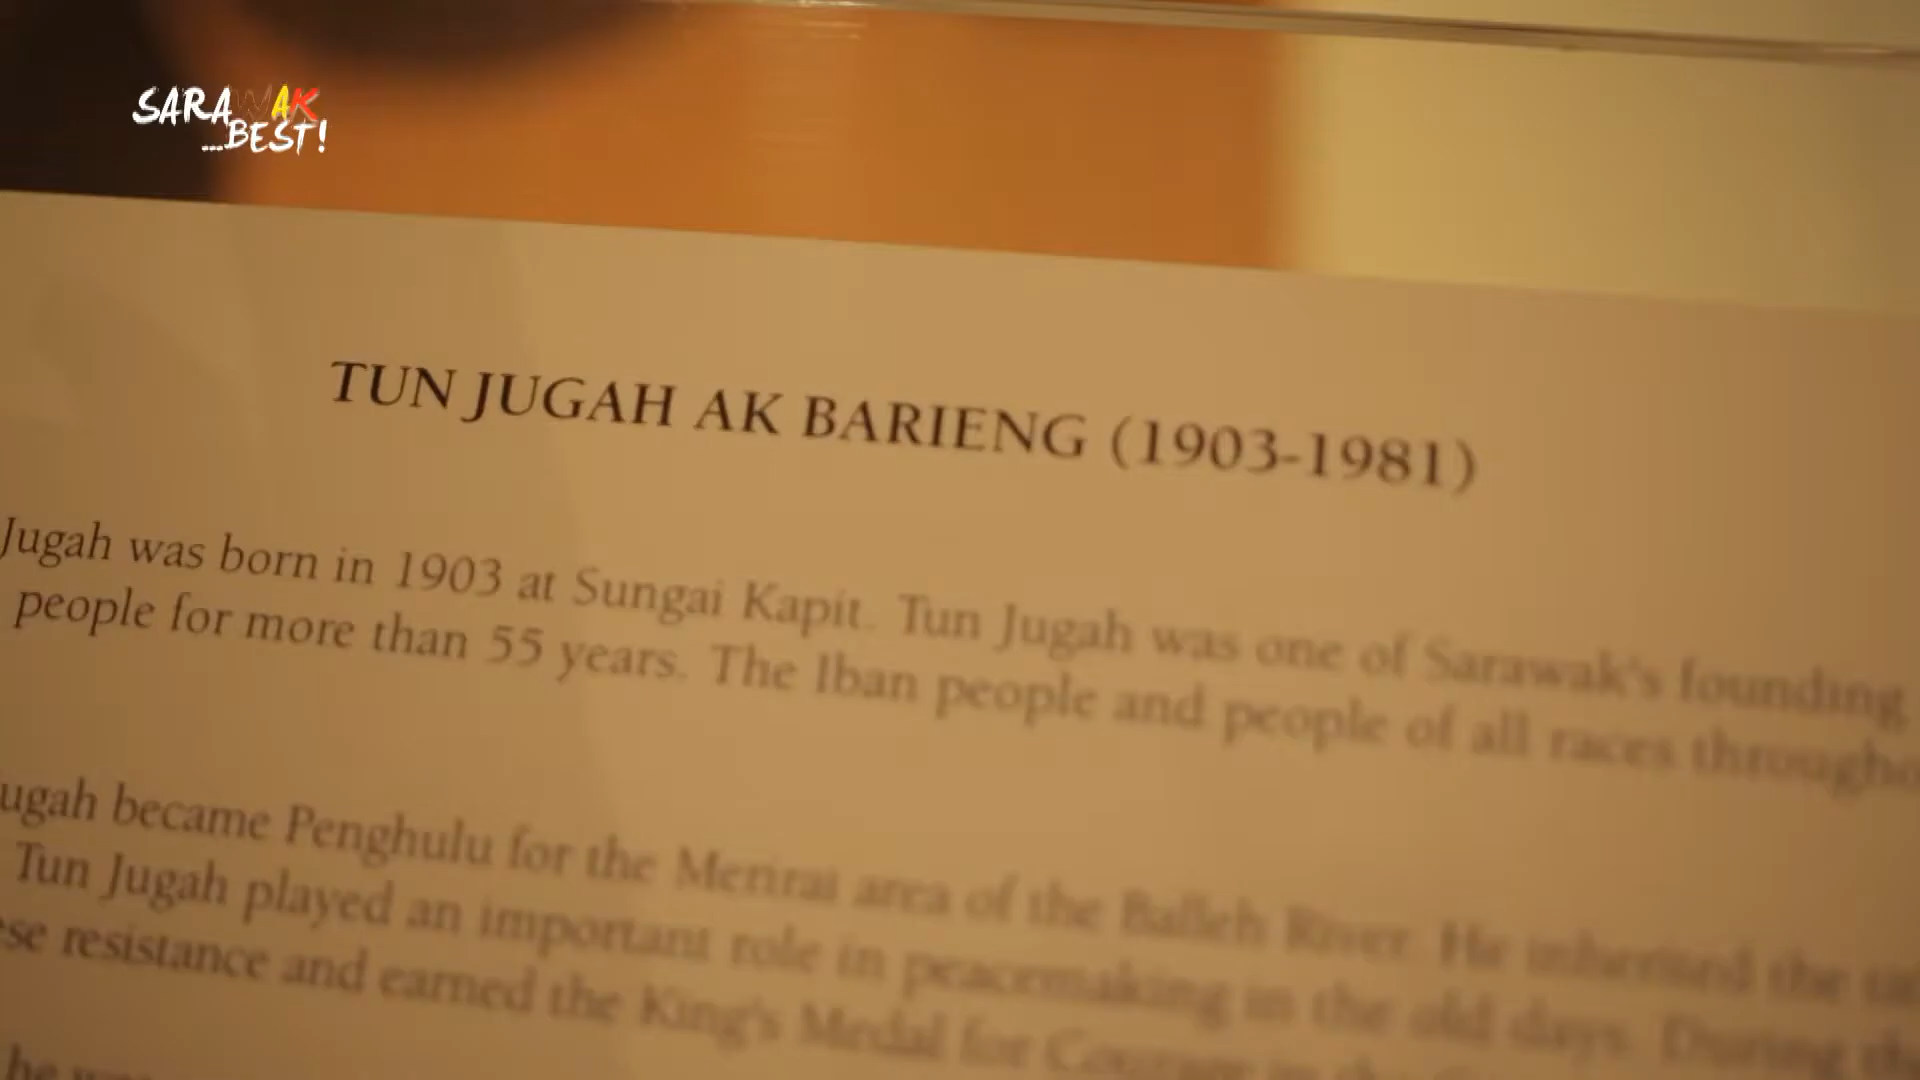 SARAWAK
...BEST!
TUN JUGAH AK BARIENG (1903-1981)
Jugah was born in 1903 at Sungai Kapit. Tun Jugah was one of Sarawak's founding
people for more than 55 years. The Iban people and people of all races
ugah became Penghulu for the Merirai area of the Balleh River. He inherited the
Tun Jugah played an important role in peacemaking in the old days. During
ese resistance and earned the King's Medal for Courage in the
he